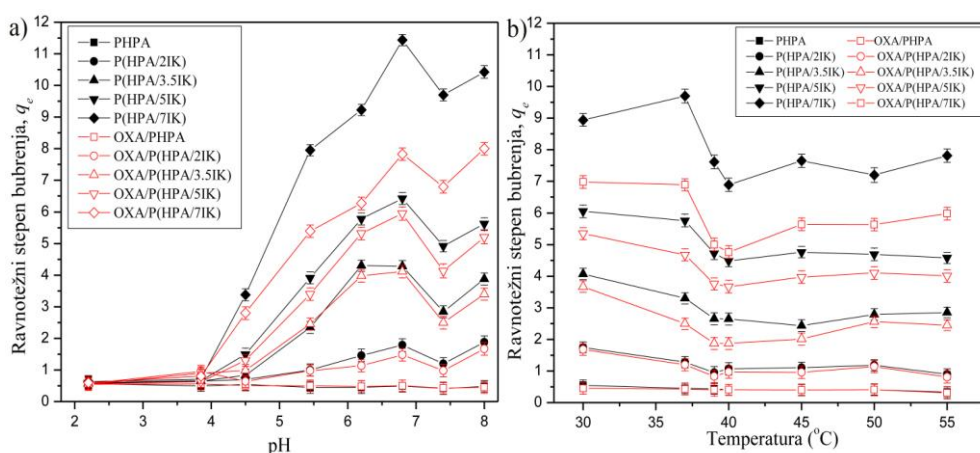 a)
Ravnotežni stepen bubrenja, qe
12
11
10
9
8
7
6
5
4
3
2
1
0
PHPA
P(HPA/2IK)
P(HPA/3.5IK)
P(HPA/5IK)
P(HPA/7IK)
OXA/PHPA
OXA/P(HPA/2IK)
OXA/P(HPA/3.5IK)
OXA/P(HPA/5IK)
OXA/P(HPA/7IK)
2 3 4 5 6 7 8
pH
b)
Ravnotežni stepen bubrenja, qe
12
11
10
9
8
7
6
5
4
3
2
1
0
PHPA OXA/PHPA
P(HPA/2IK) OXA/P(HPA/2IK)
P(HPA/3.5IK) OXA/P(HPA/3.5IK)
P(HPA/5IK) OXA/P(HPA/5IK)
P(HPA/7IK) OXA/P(HPA/7IK)
30 35 40 45 50 55
Temperatura (°C)